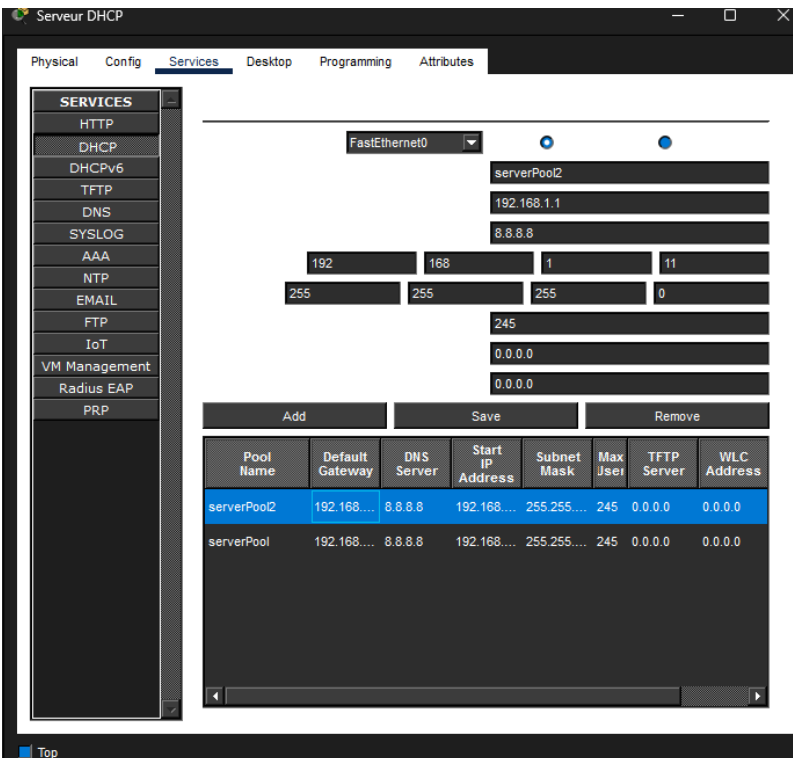 Serveur DHCP
Physical Config Services Desktop Programming Attributes
SERVICES
HTTP
DHCP
DHCPv6
TFTP
DNS
SYSLOG
AAA
NTP
EMAIL
FTP
IoT
VM Management
Radius EAP
PRP
FastEthernet0
serverPool2
192.168.1.1
8.8.8.8
192 168 1 11
255 255 255 0
245
0.0.0.0
0.0.0.0
Add Save Remove
Pool Name Default Gateway DNS Server Start IP Address Subnet Mask Max User TFTP Server WLC Address
serverPool2 192.168.... 8.8.8.8 192.168.... 255.255.... 245 0.0.0.0 0.0.0.0
serverPool 192.168.... 8.8.8.8 192.168.... 255.255.... 245 0.0.0.0 0.0.0.0
Top